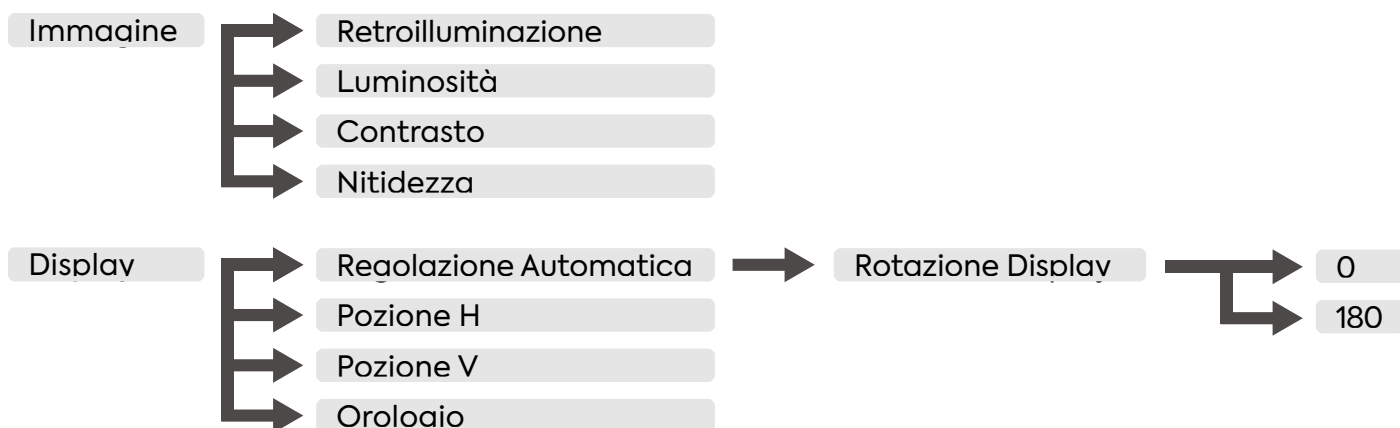 Immagine
Retroilluminazione
Luminosità
Contrasto
Nitidezza
Display
Regolazione Automatica
Rotazione Display
0
180
Pozione H
Pozione V
Orologio